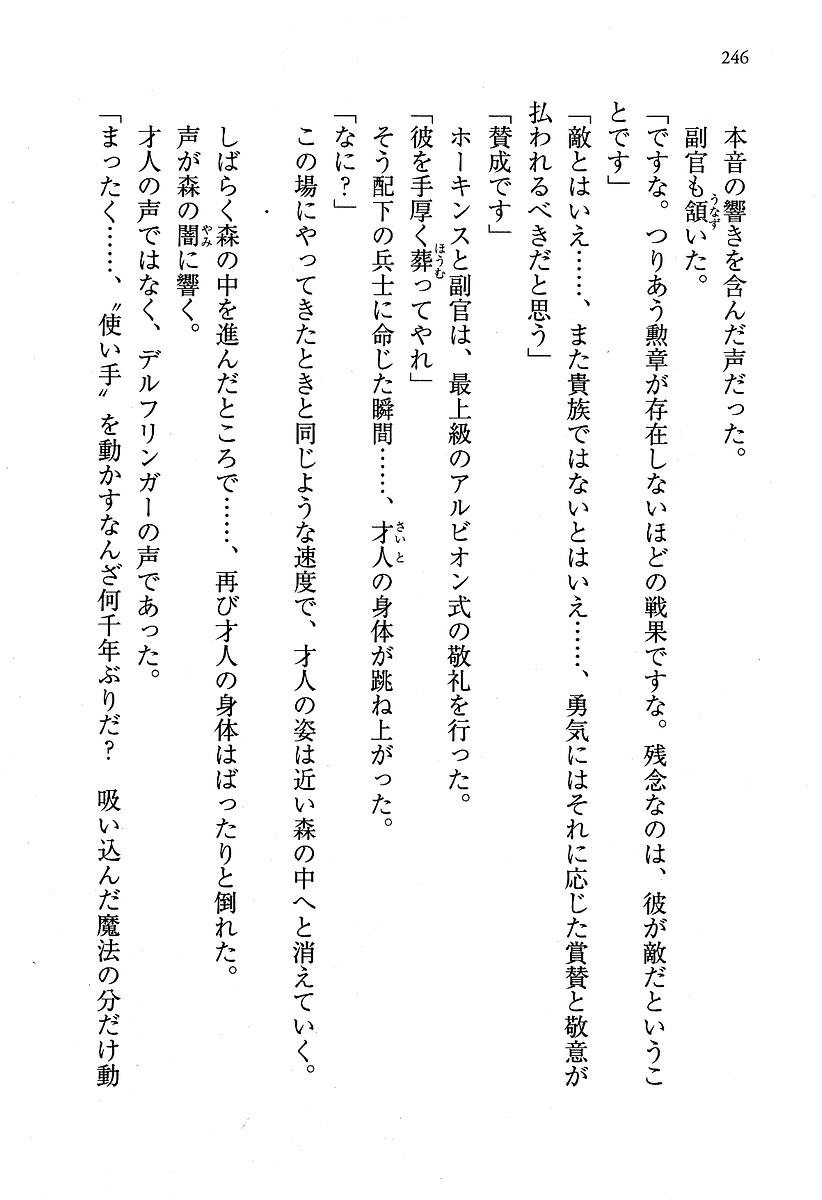 246
本音の響きを含んだ声だった。
副官も頷いた。
「ですな。つりあう勲章が存在しないほどの戦果ですな。残念なのは、彼が敵だというこ
とです」
「敵とはいえ……、また貴族ではないとはいえ……、勇気にはそれに応じた賞賛と敬意が
払われるべきだと思う」
「賛成です」
ホーキンスと副官は、最上級のアルビオン式の敬礼を行った。
「彼を手厚く葬ってやれ」
そう配下の兵士に命じた瞬間……、才人の身体が跳ね上がった。
「なに?」
この場にやってきたときと同じような速度で、才人の姿は近い森の中へと消えていく。
しばらく森の中を進んだところで……、再び才人の身体はばったりと倒れた。
声が森の闇に響く。
才人の声ではなく、デルフリンガーの声であった。
「まったく……、〝使い手〟を動かすなんざ何千年ぶりだ?　吸い込んだ魔法の分だけ動